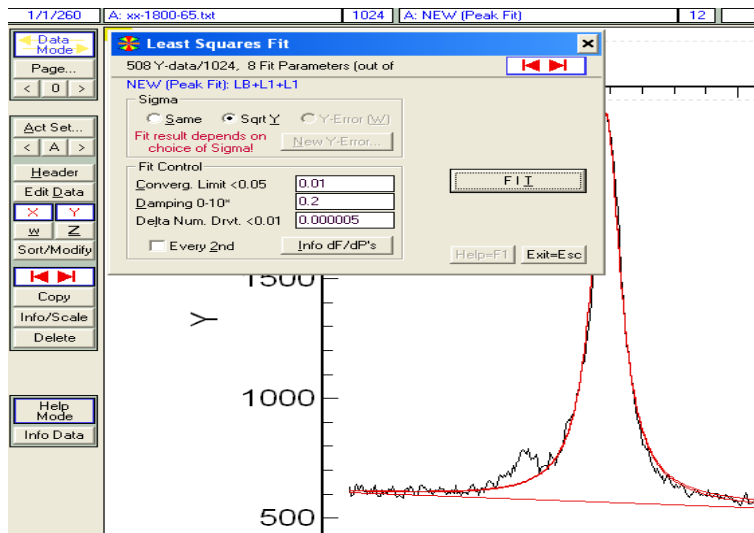 1/1/260 A: xx-1800-65.txt 1024 A: NEW (Peak Fit) 12
Data
Mode
Page...
< 0 >
Act Set...
< A >
Header
Edit Data
X Y
w Z
Sort/Modify
Copy
Info/Scale
Delete
Help
Mode
Info Data
Least Squares Fit
508 Y-data/1024, 8 Fit Parameters (out of
NEW (Peak Fit): LB+L1+L1
Sigma
Same Sqrt Y Y-Error (W)
Fit result depends on
choice of Sigma!
New Y-Error...
Fit Control
Converg. Limit <0.05 0.01
Damping 0-10" 0.2
Delta Num. Drvt. <0.01 0.000005
Every 2nd Info dF/dP's
FIT
Help=F1 Exit=Esc
1500
Y
1000
500